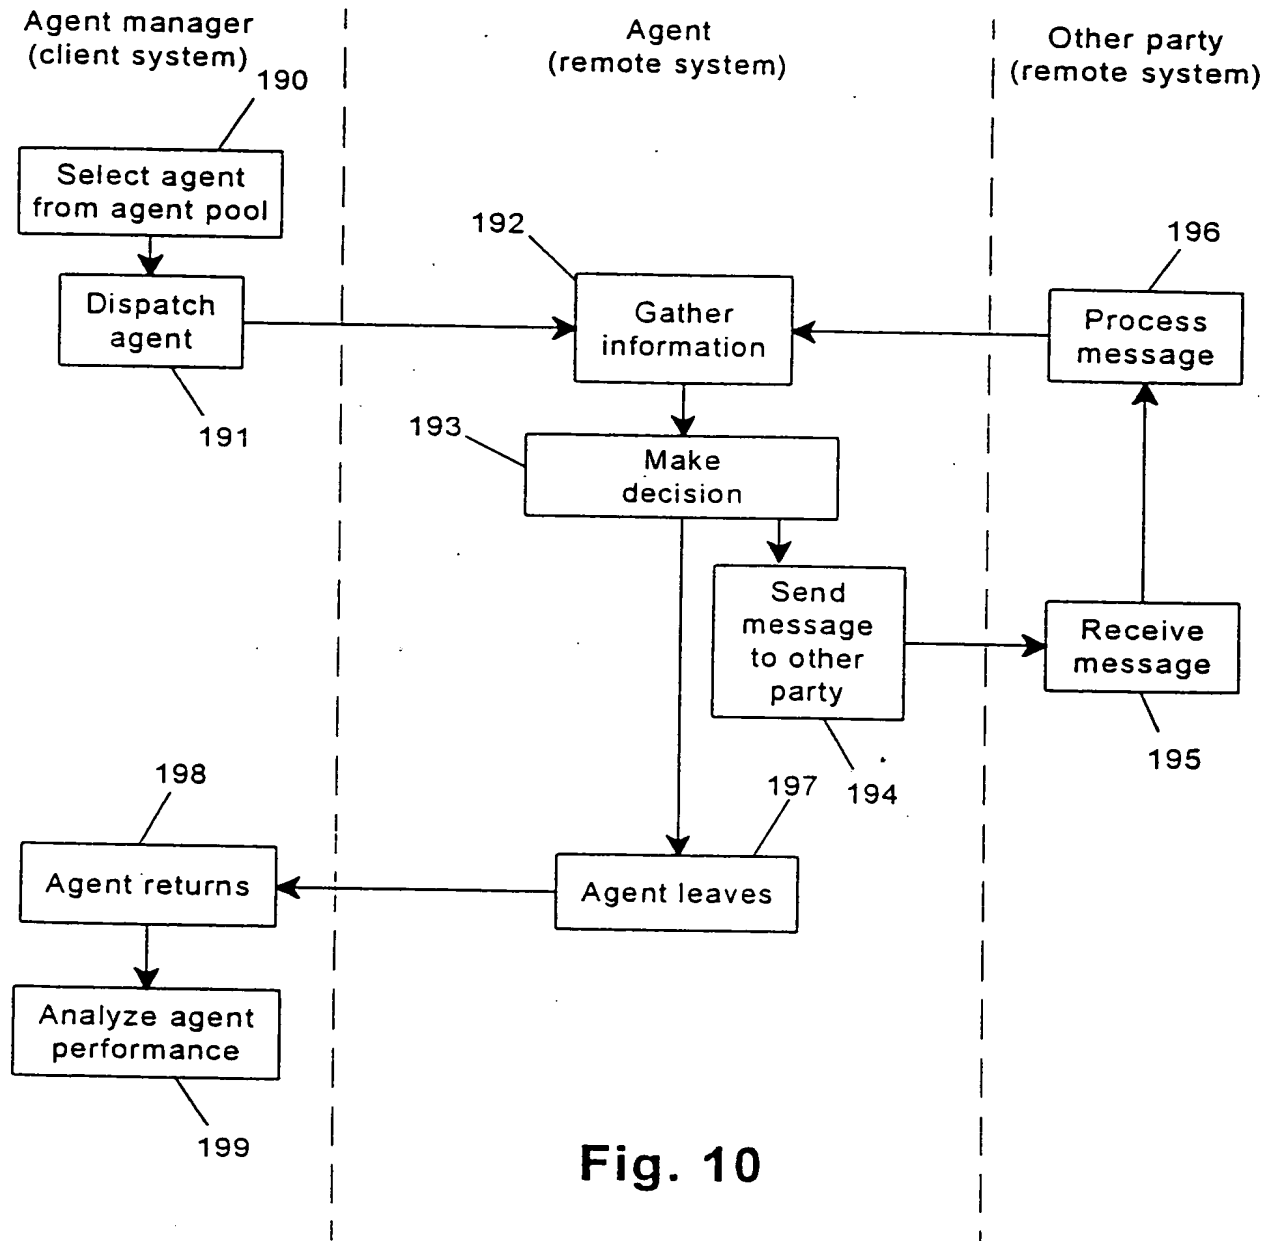 Agent manager
(client system)
Agent
(remote system)
Other party
(remote system)
190
Select agent
from agent pool
Dispatch
agent
191
192
Gather
information
193
Make
decision
Send
message
to other
party
194
196
Process
message
Receive
message
195
197
Agent leaves
198
Agent returns
Analyze agent
performance
199
Fig. 10